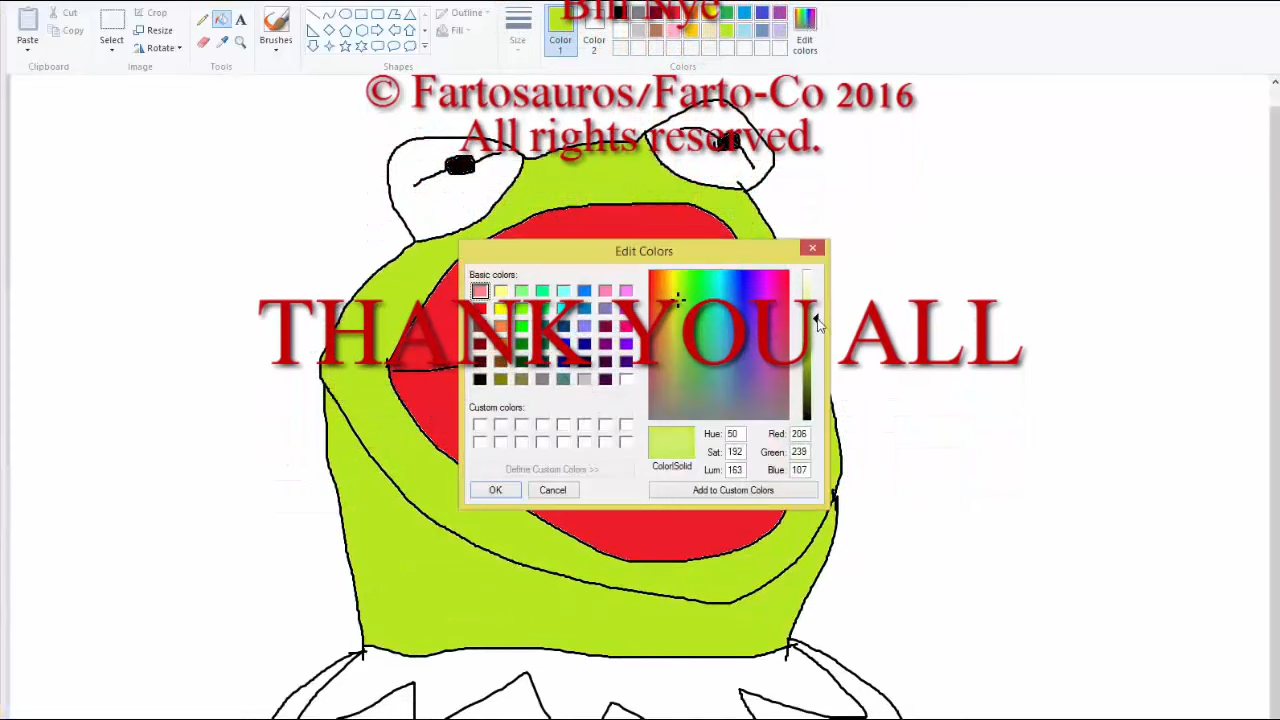 Bill Nye
Paste
Cut
Copy
Clipboard
Select
Crop
Resize
Rotate
Image
Tools
Brushes
Shapes
Outline
Fill
Size
Color 1
Color 2
Edit colors
Colors
© Fartosauros/Farto-Co 2016
All rights reserved.
Edit Colors
Basic colors:
THANK YOU ALL
Custom colors:
Define Custom Colors >>
OK
Cancel
Color|Solid
Hue: 50
Sat: 192
Lum: 163
Red: 206
Green: 239
Blue: 107
Add to Custom Colors